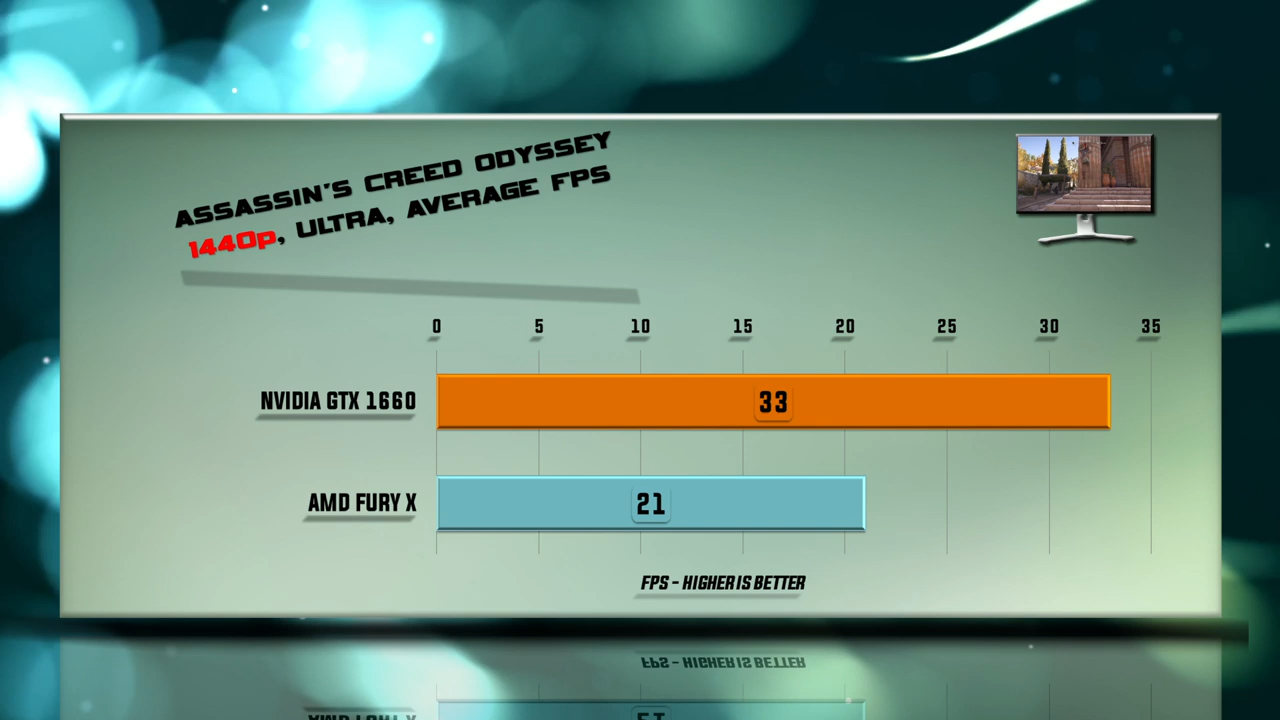 ASSASSIN'S CREED ODYSSEY
1440p, ULTRA, AVERAGE FPS
0 5 10 15 20 25 30 35
NVIDIA GTX 1660 33
AMD FURY X 21
FPS - HIGHER IS BETTER